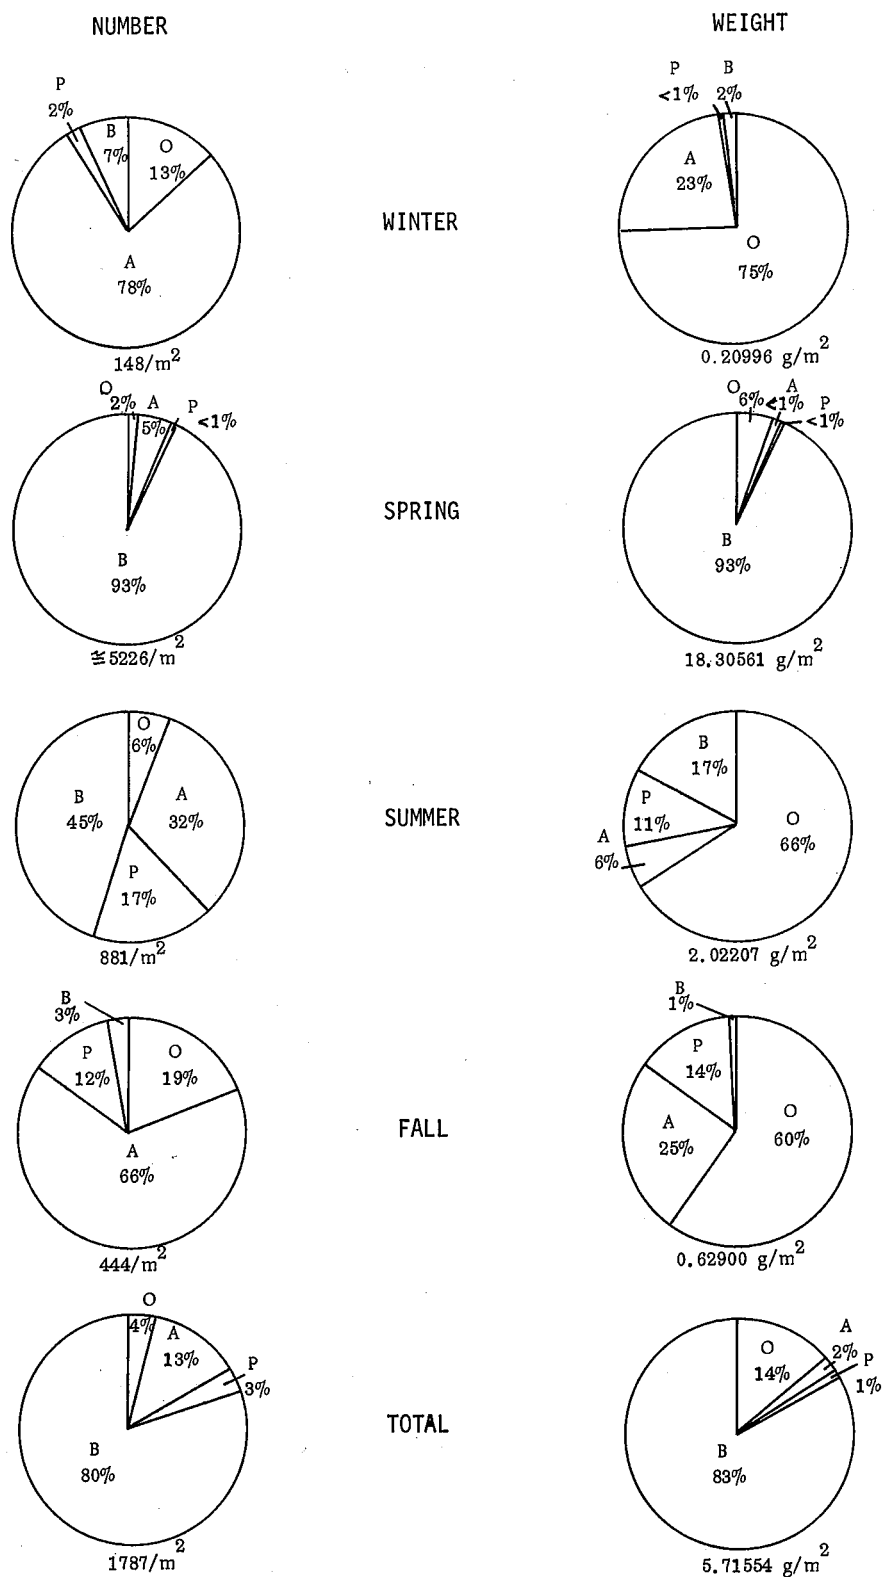 NUMBER
WEIGHT
P
2%
B
7%
O
13%
A
78%
148/m2
WINTER
P
<1%
B
2%
A
23%
O
75%
0.20996 g/m2
O
2%
A
5%
P
<1%
B
93%
≅5226/m2
SPRING
O
6%
A
<1%
P
<1%
B
93%
18.30561 g/m2
O
6%
A
32%
P
17%
B
45%
881/m2
SUMMER
B
17%
P
11%
A
6%
O
66%
2.02207 g/m2
B
3%
P
12%
O
19%
A
66%
444/m2
FALL
B
1%
P
14%
A
25%
O
60%
0.62900 g/m2
O
4%
A
13%
P
3%
B
80%
1787/m2
TOTAL
O
14%
A
2%
P
1%
B
83%
5.71554 g/m2